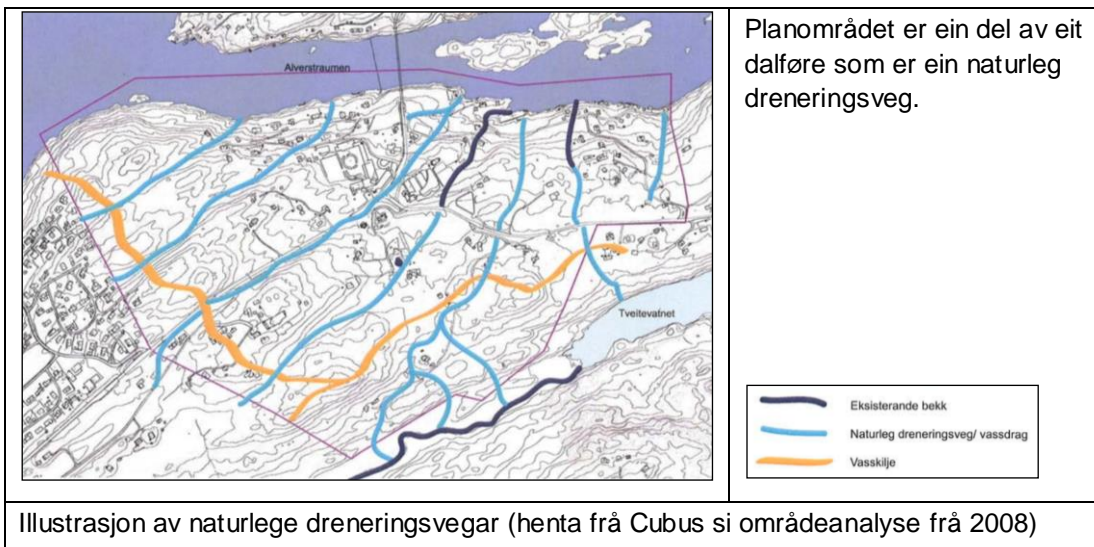 Alverstraumen
Tveitevatnet
Planområdet er ein del av eit
dalføre som er ein naturleg
dreneringsveg.
Eksisterande bekk
Naturleg dreneringsveg/ vassdrag
Vasskilje
Illustrasjon av naturlege dreneringsvegar (henta frå Cubus si områdeanalyse frå 2008)